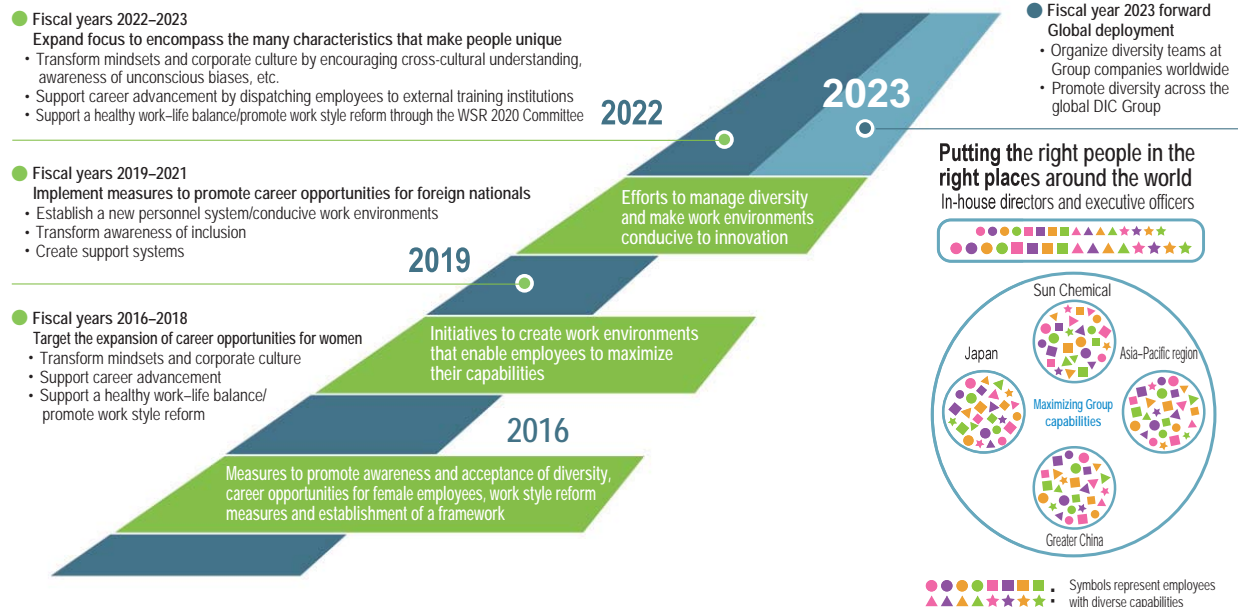 Fiscal years 2022–2023
Expand focus to encompass the many characteristics that make people unique
• Transform mindsets and corporate culture by encouraging cross-cultural understanding,
awareness of unconscious biases, etc.
• Support career advancement by dispatching employees to external training institutions
• Support a healthy work–life balance/promote work style reform through the WSR 2020 Committee
2022
2023
Fiscal year 2023 forward
Global deployment
• Organize diversity teams at
Group companies worldwide
• Promote diversity across the
global DIC Group
Fiscal years 2019–2021
Implement measures to promote career opportunities for foreign nationals
• Establish a new personnel system/conducive work environments
• Transform awareness of inclusion
• Create support systems
2019
Efforts to manage diversity
and make work environments
conducive to innovation
Fiscal years 2016–2018
Target the expansion of career opportunities for women
• Transform mindsets and corporate culture
• Support career advancement
• Support a healthy work–life balance/
promote work style reform
Initiatives to create work environments
that enable employees to maximize
their capabilities
2016
Measures to promote awareness and acceptance of diversity,
career opportunities for female employees, work style reform
measures and establishment of a framework
Putting the right people in the
right places around the world
In-house directors and executive officers
Sun Chemical
Japan
Asia–Pacific region
Maximizing Group
capabilities
Greater China
: Symbols represent employees
with diverse capabilities